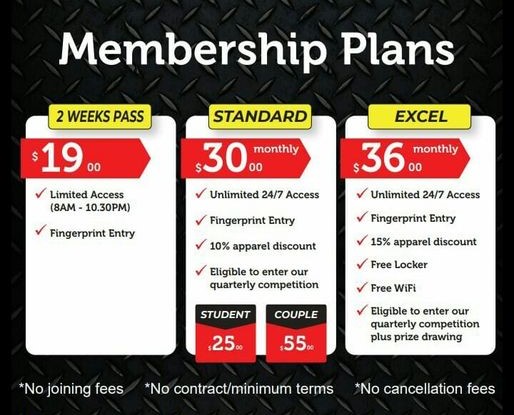 Membership Plans
2 WEEKS PASS
$19 00
✓ Limited Access
(8AM - 10.30PM)
✓ Fingerprint Entry
STANDARD
$30 00 monthly
✓ Unlimited 24/7 Access
✓ Fingerprint Entry
✓ 10% apparel discount
✓ Eligible to enter our
quarterly competition
STUDENT
$25 00
COUPLE
$55 00
EXCEL
$36 00 monthly
✓ Unlimited 24/7 Access
✓ Fingerprint Entry
✓ 15% apparel discount
✓ Free Locker
✓ Free WiFi
✓ Eligible to enter our
quarterly competition
plus prize drawing
*No joining fees *No contract/minimum terms *No cancellation fees